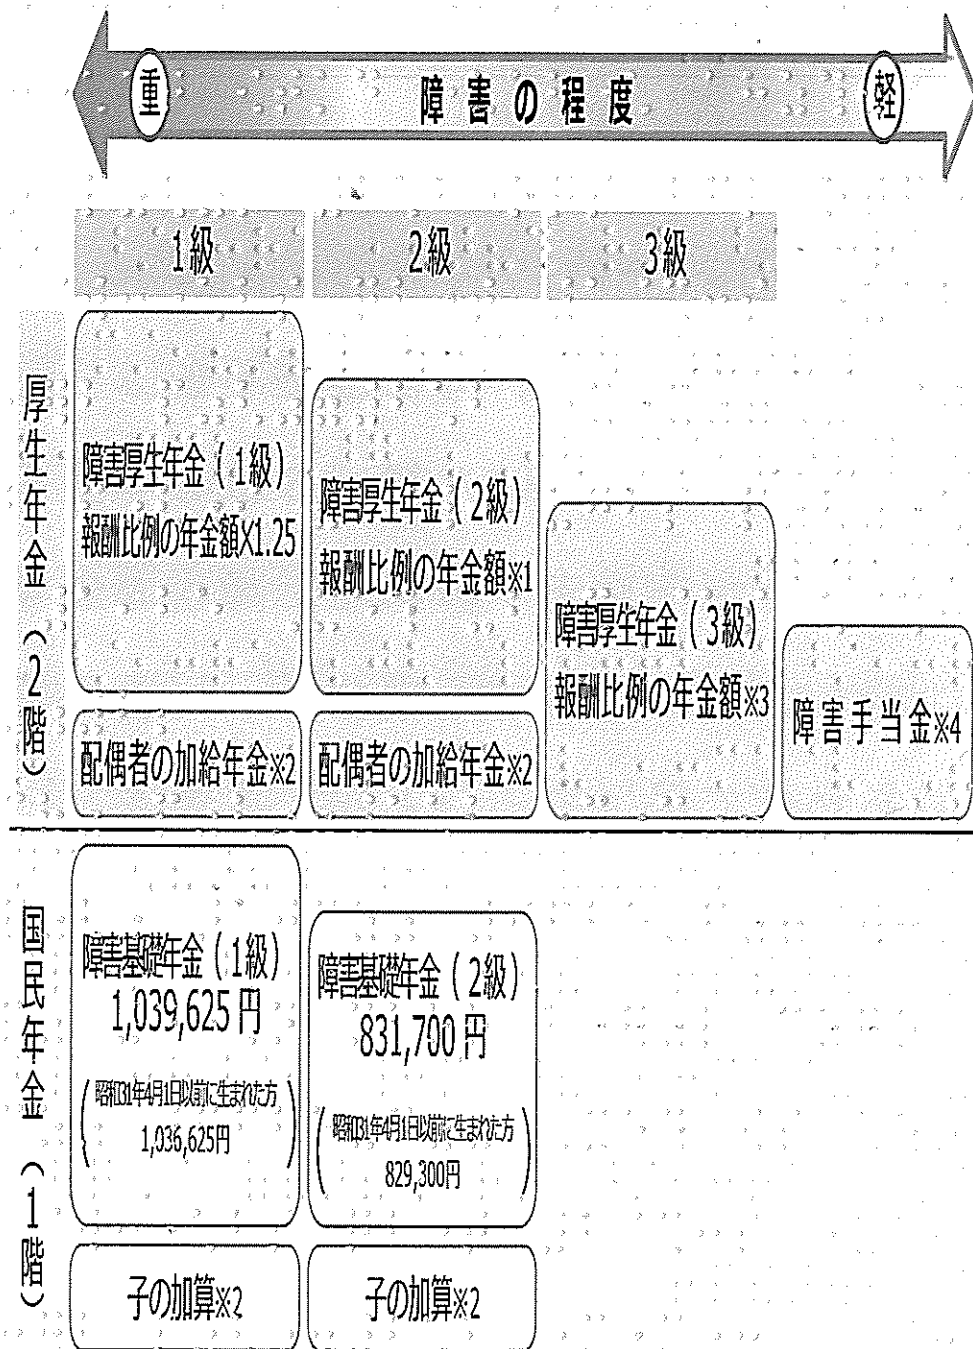 重
障害の程度
軽
1級
2級
3級
厚生年金（2階）
障害厚生年金（1級）
報酬比例の年金額X1.25
障害厚生年金（2級）
報酬比例の年金額※1
障害厚生年金（3級）
報酬比例の年金額※3
障害手当金※4
配偶者の加給年金※2
配偶者の加給年金※2
国民年金（1階）
障害基礎年金（1級）
1,039,625円
昭和31年4月1日以前に生まれた方
1,036,625円
障害基礎年金（2級）
831,700円
昭和31年4月1日以前に生まれた方
829,300円
子の加算※2
子の加算※2